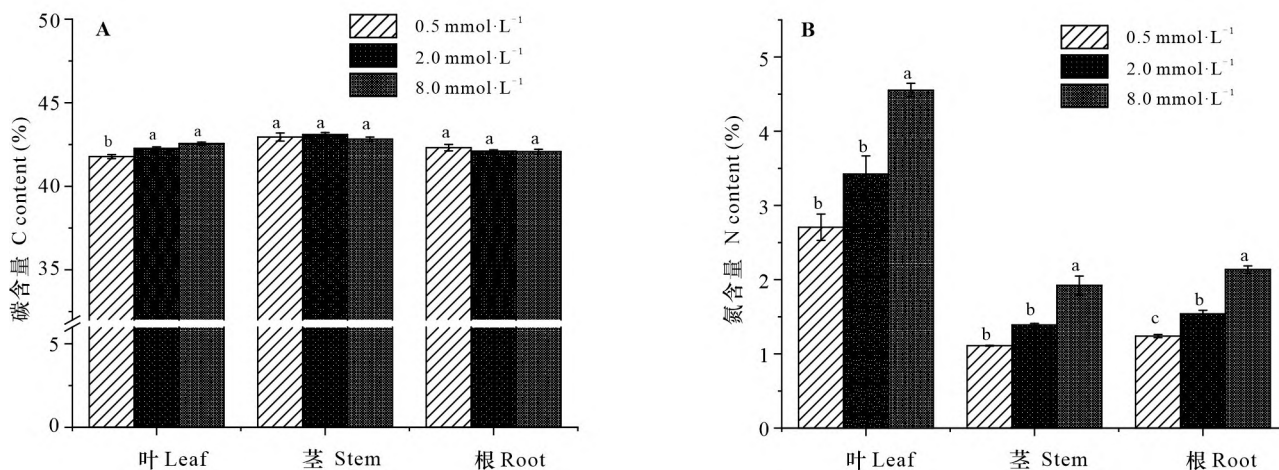 A
0.5 mmol·L⁻¹
2.0 mmol·L⁻¹
8.0 mmol·L⁻¹
碳含量 C content (%)
50
45
40
35
5
0
b
a
a
a
a
a
a
a
a
叶 Leaf
茎 Stem
根 Root
B
0.5 mmol·L⁻¹
2.0 mmol·L⁻¹
8.0 mmol·L⁻¹
氮含量 N content (%)
5
4
3
2
1
0
b
b
a
b
b
a
c
b
a
叶 Leaf
茎 Stem
根 Root